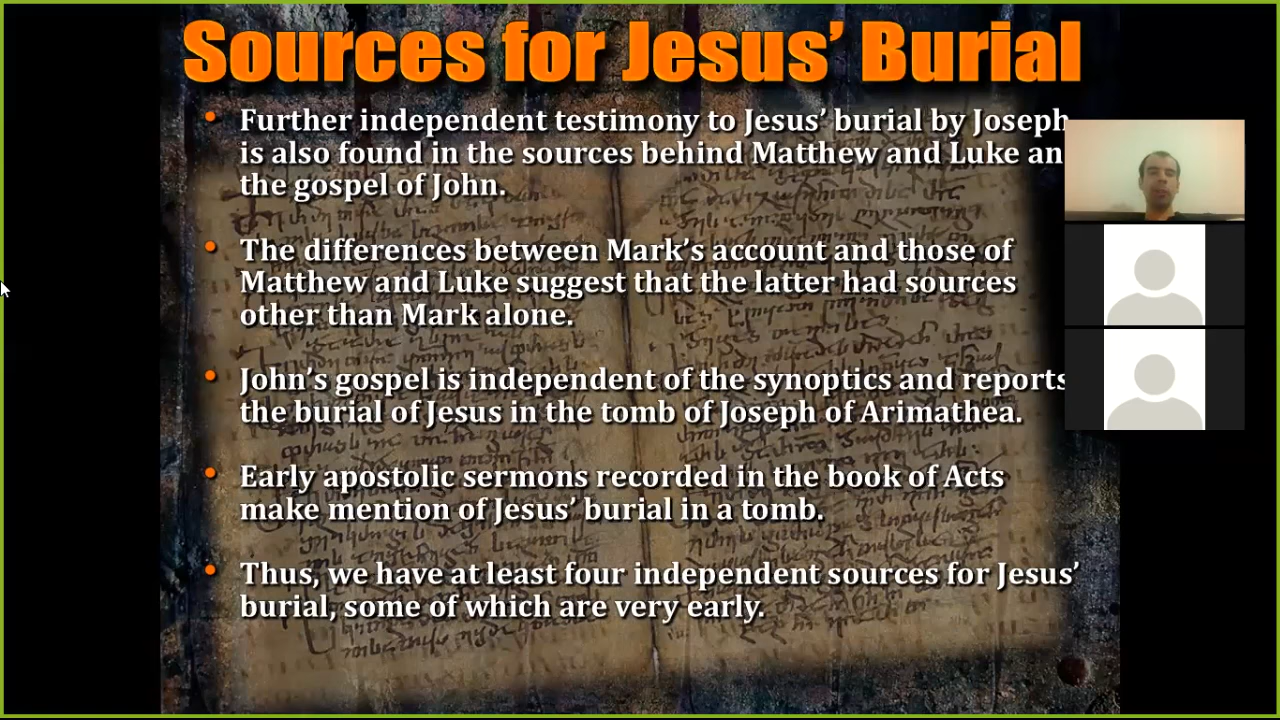 Sources for Jesus’ Burial
Further independent testimony to Jesus’ burial by Joseph
is also found in the sources behind Matthew and Luke an
the gospel of John.
The differences between Mark’s account and those of
Matthew and Luke suggest that the latter had sources
other than Mark alone.
John’s gospel is independent of the synoptics and reports
the burial of Jesus in the tomb of Joseph of Arimathea.
Early apostolic sermons recorded in the book of Acts
make mention of Jesus’ burial in a tomb.
Thus, we have at least four independent sources for Jesus’
burial, some of which are very early.